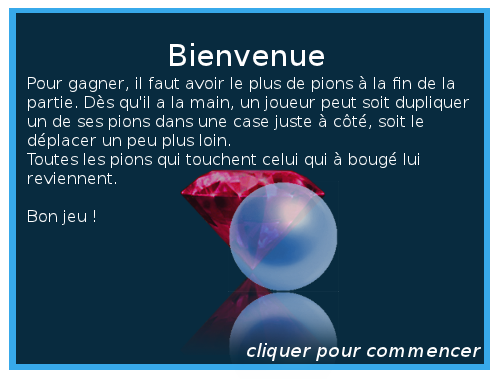 Bienvenue
Pour gagner, il faut avoir le plus de pions à la fin de la
partie. Dès qu'il a la main, un joueur peut soit dupliquer
un de ses pions dans une case juste à côté, soit le
déplacer un peu plus loin.
Toutes les pions qui touchent celui qui à bougé lui
reviennent.
Bon jeu !
cliquer pour commencer